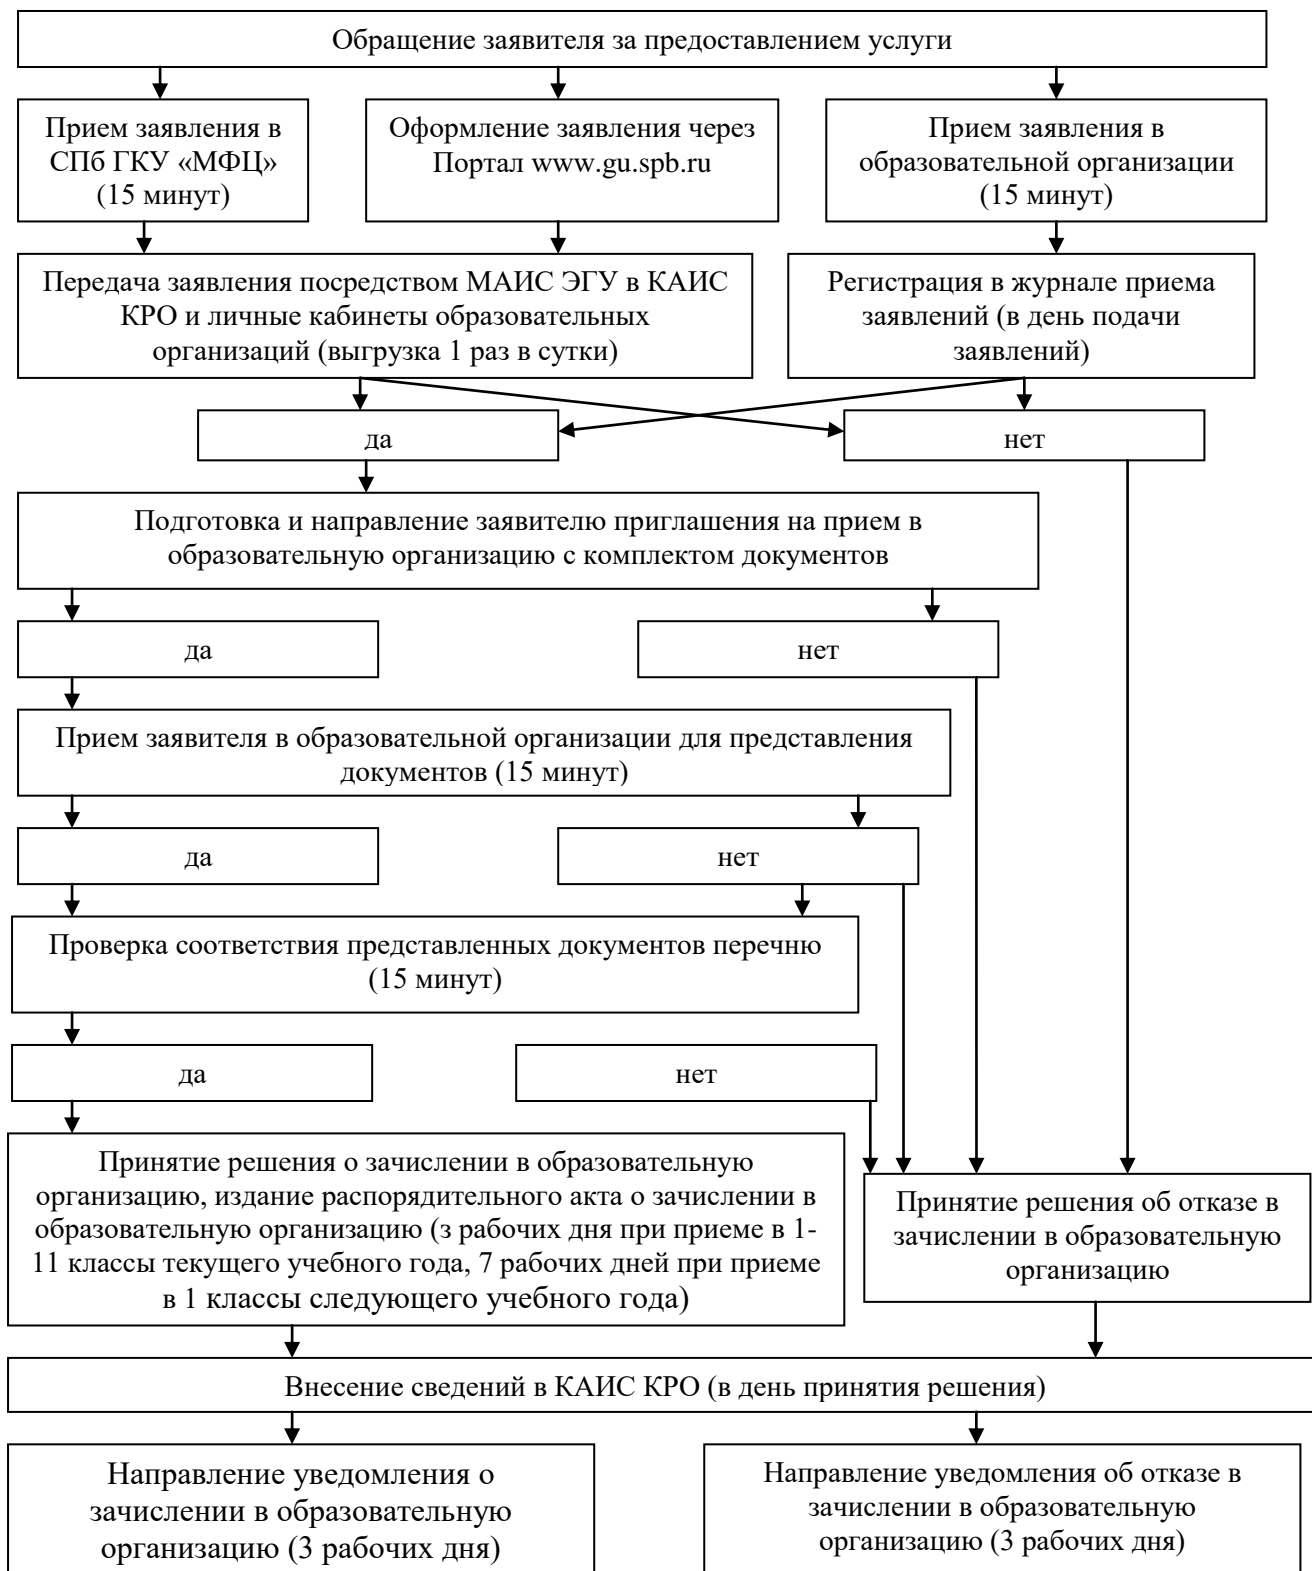 Обращение заявителя за предоставлением услуги
Прием заявления в
СПб ГКУ «МФЦ»
(15 минут)
Оформление заявления через
Портал www.gu.spb.ru
Прием заявления в
образовательной организации
(15 минут)
Передача заявления посредством МАИС ЭГУ в КАИС
КРО и личные кабинеты образовательных
организаций (выгрузка 1 раз в сутки)
Регистрация в журнале приема
заявлений (в день подачи
заявлений)
да
нет
Подготовка и направление заявителю приглашения на прием в
образовательную организацию с комплектом документов
да
нет
Прием заявителя в образовательной организации для представления
документов (15 минут)
да
нет
Проверка соответствия представленных документов перечню
(15 минут)
да
нет
Принятие решения о зачислении в образовательную
организацию, издание распорядительного акта о зачислении в
образовательную организацию (з рабочих дня при приеме в 1-
11 классы текущего учебного года, 7 рабочих дней при приеме
в 1 классы следующего учебного года)
Принятие решения об отказе в
зачислении в образовательную
организацию
Внесение сведений в КАИС КРО (в день принятия решения)
Направление уведомления о
зачислении в образовательную
организацию (3 рабочих дня)
Направление уведомления об отказе в
зачислении в образовательную
организацию (3 рабочих дня)